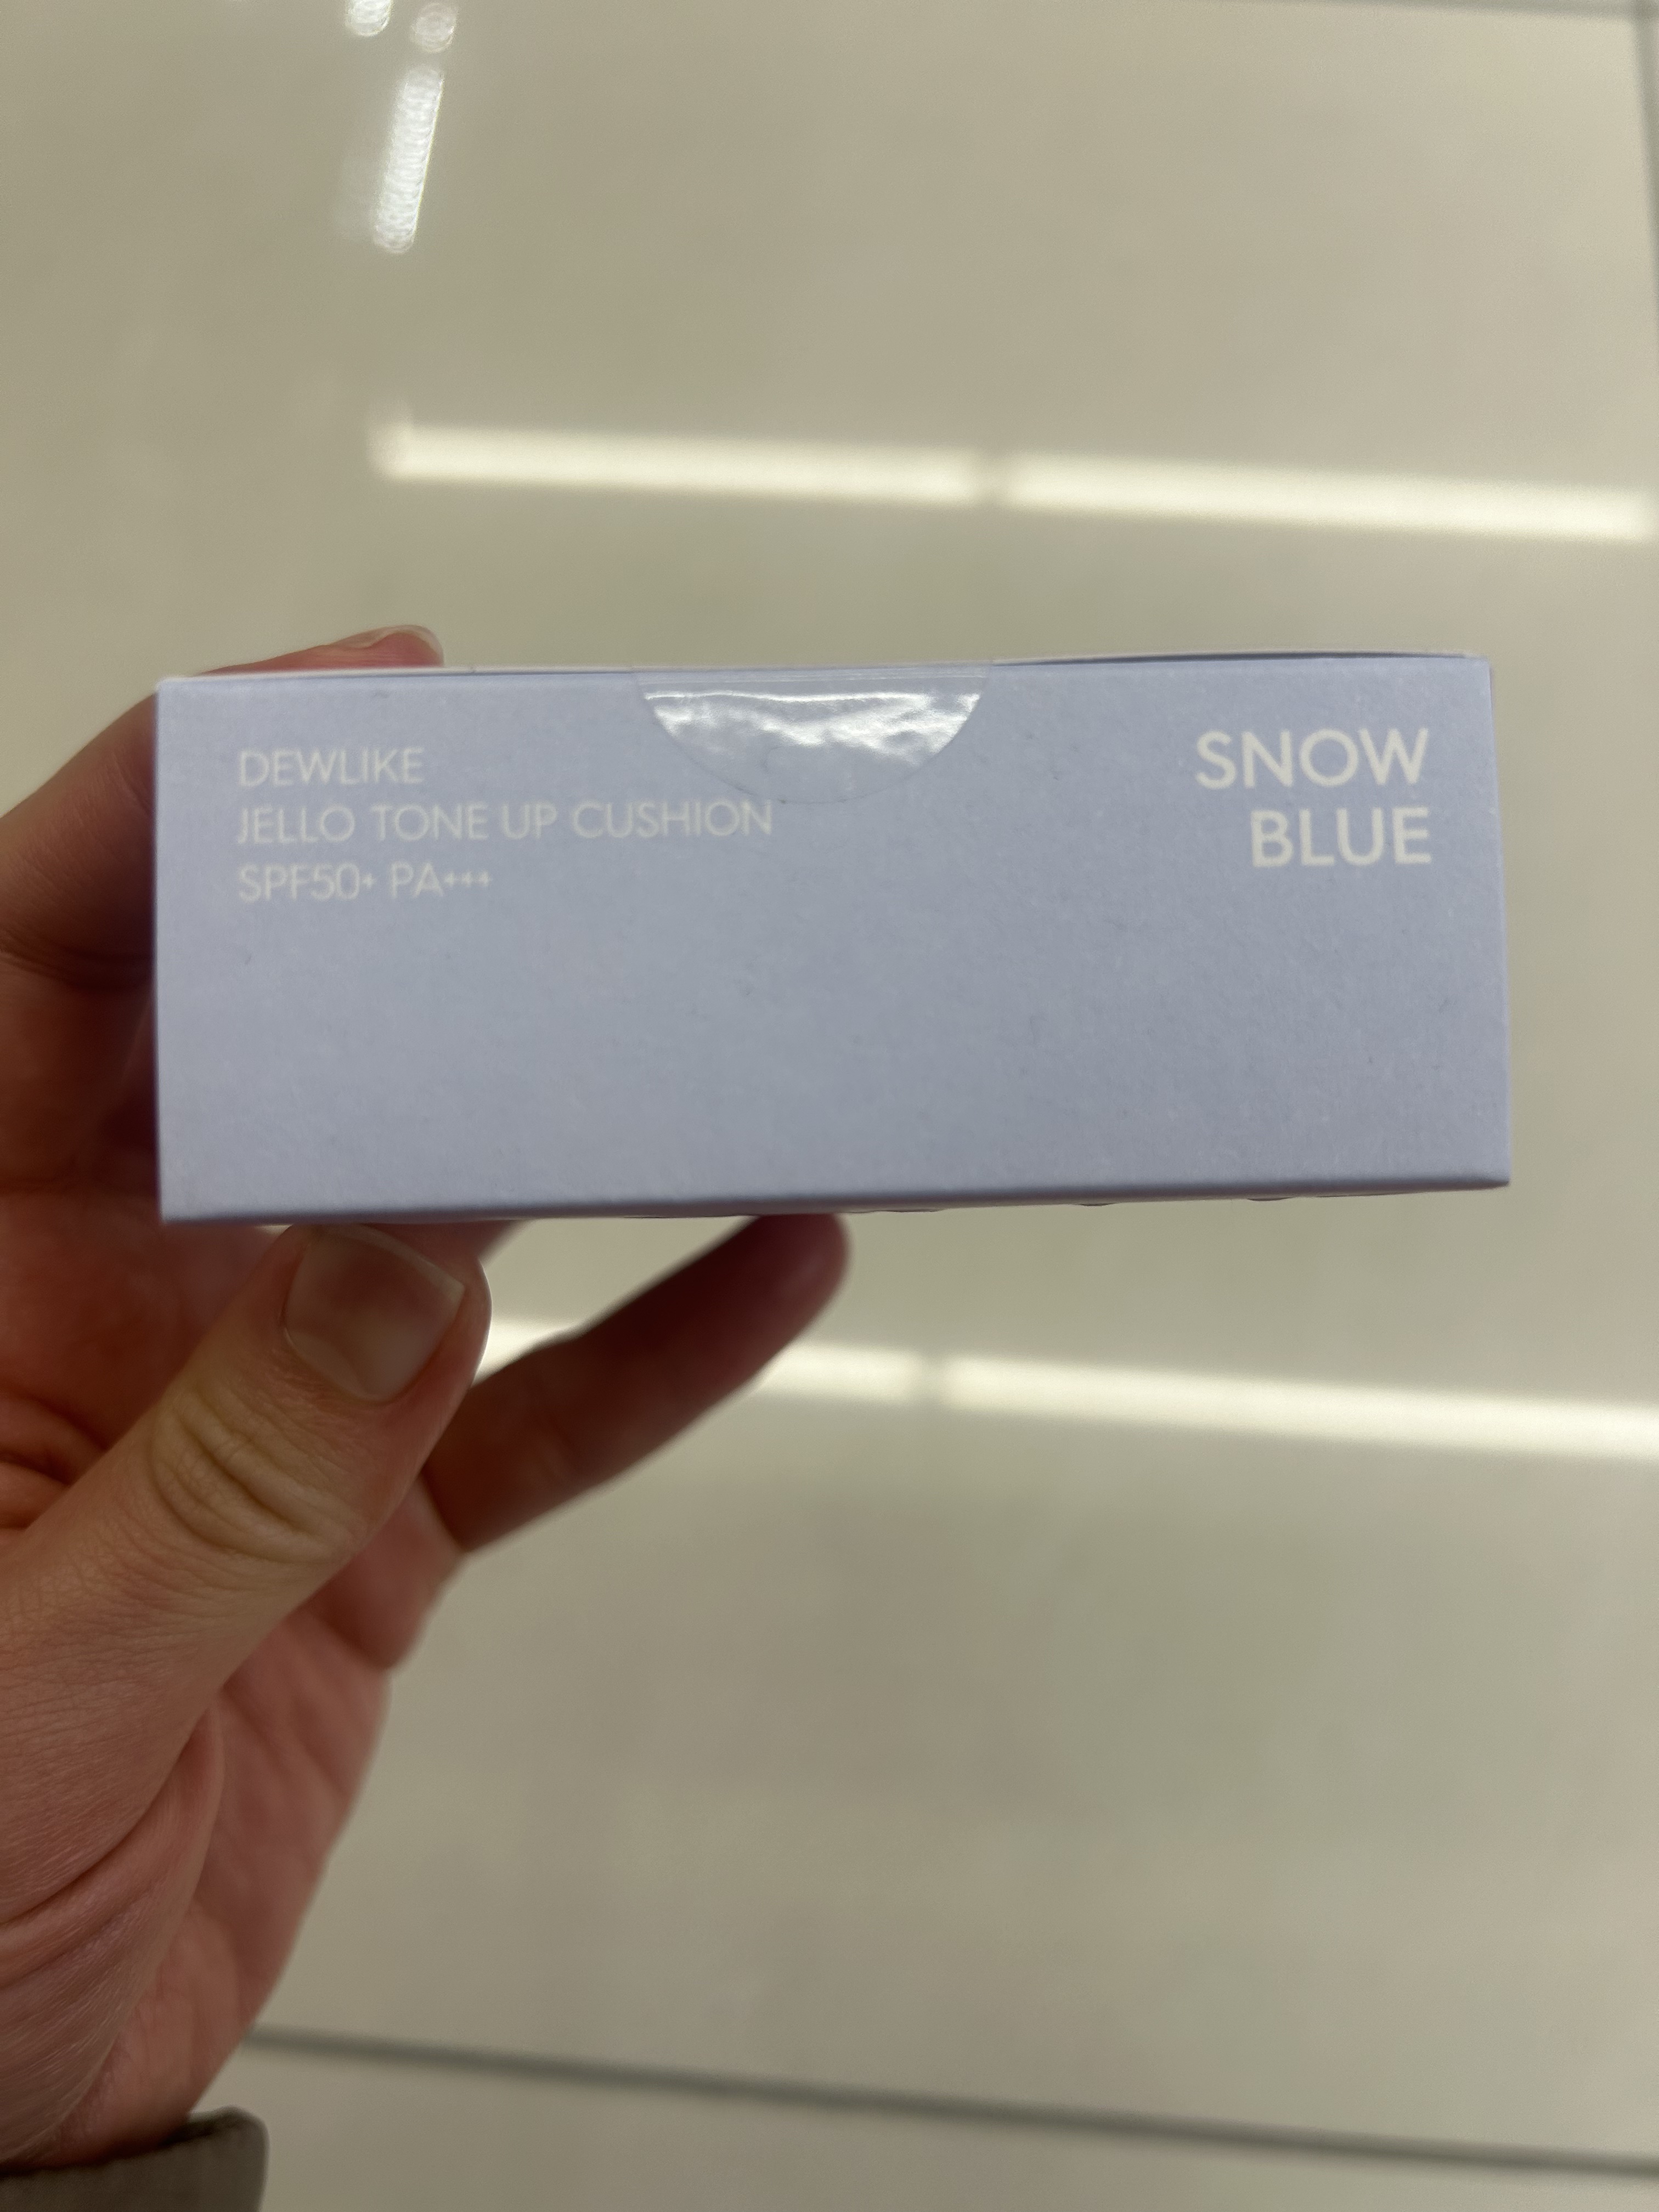 DEWLIKE
JELLO TONE UP CUSHION
SPF50+ PA+++
SNOW
BLUE